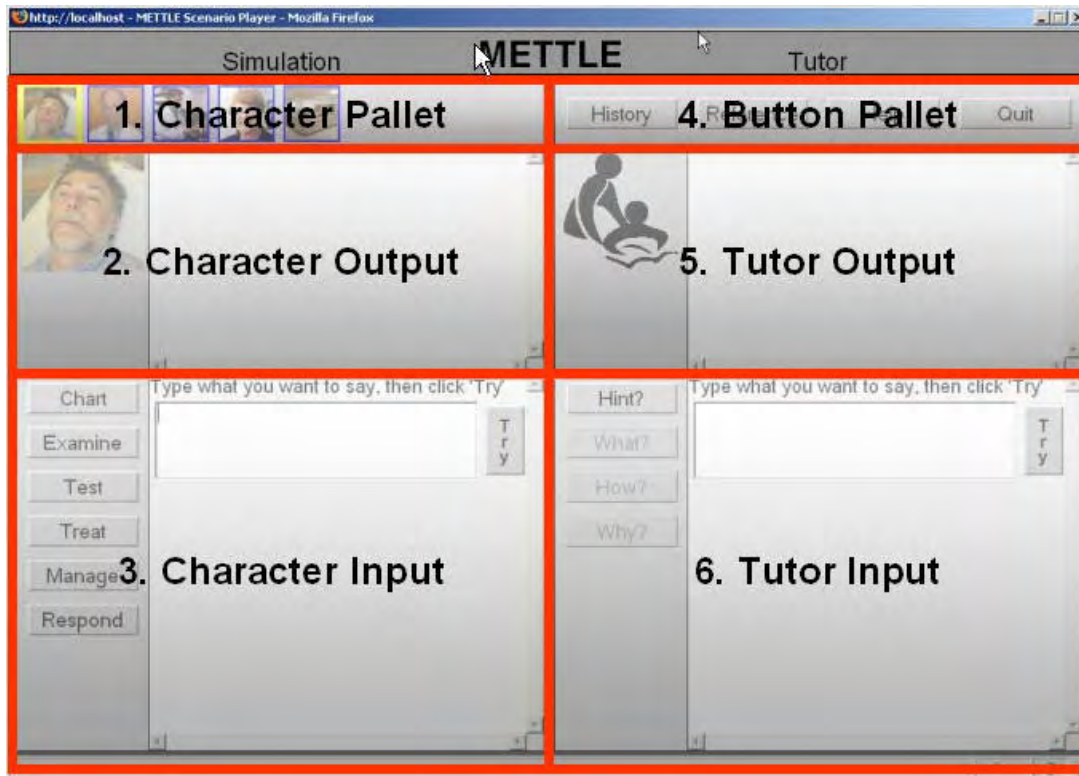 http://localhost - METTLE Scenario Player - Mozilla Firefox
METTLE
Simulation
Tutor
1. Character Pallet
History
4. Button Pallet
Quit
2. Character Output
5. Tutor Output
Type what you want to say, then click 'Try'
Chart
Examine
Test
Treat
Manage
Respond
Try
3. Character Input
Type what you want to say, then click 'Try'
Hint?
What?
How?
Why?
Try
6. Tutor Input